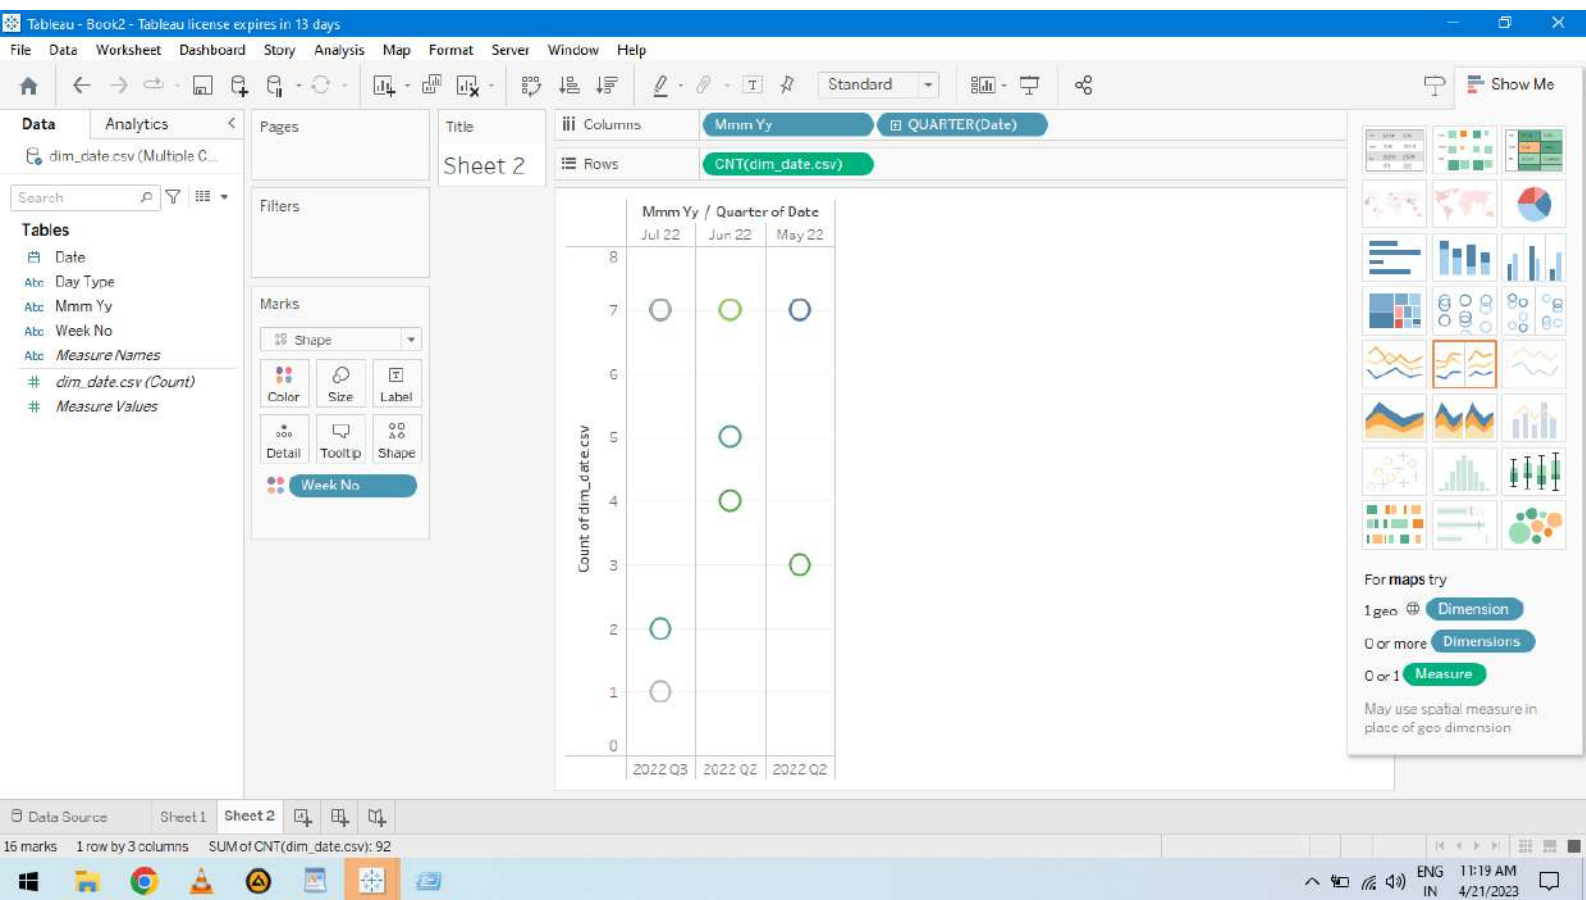 Tableau - Book2 - Tableau license expires in 13 days
File Data Worksheet Dashboard Story Analysis Map Format Server Window Help
Standard
Show Me
Data Analytics
dim_date.csv (Multiple C...
Search
Tables
Date
Abc Day Type
Abc Mmm Yy
Abc Week No
Abc Measure Names
# dim_date.csv (Count)
# Measure Values
Pages
Filters
Marks
Shape
Color Size Label
Detail Tooltip Shape
Week No
Title
Sheet 2
Columns Mmm Yy QUARTER(Date)
Rows CNT(dim_date.csv)
Mmm Yy / Quarter of Date
Jul 22 Jun 22 May 22
8
7
6
5
4
3
2
1
0
Count of dim_date.csv
2022 Q3 2022 Q2 2022 Q2
For maps try
1 geo Dimension
0 or more Dimensions
0 or 1 Measure
May use spatial measure in
place of geo dimension
Data Source Sheet 1 Sheet 2
16 marks 1 row by 3 columns SUM of CNT(dim_date.csv): 92
ENG
IN
11:19 AM
4/21/2023